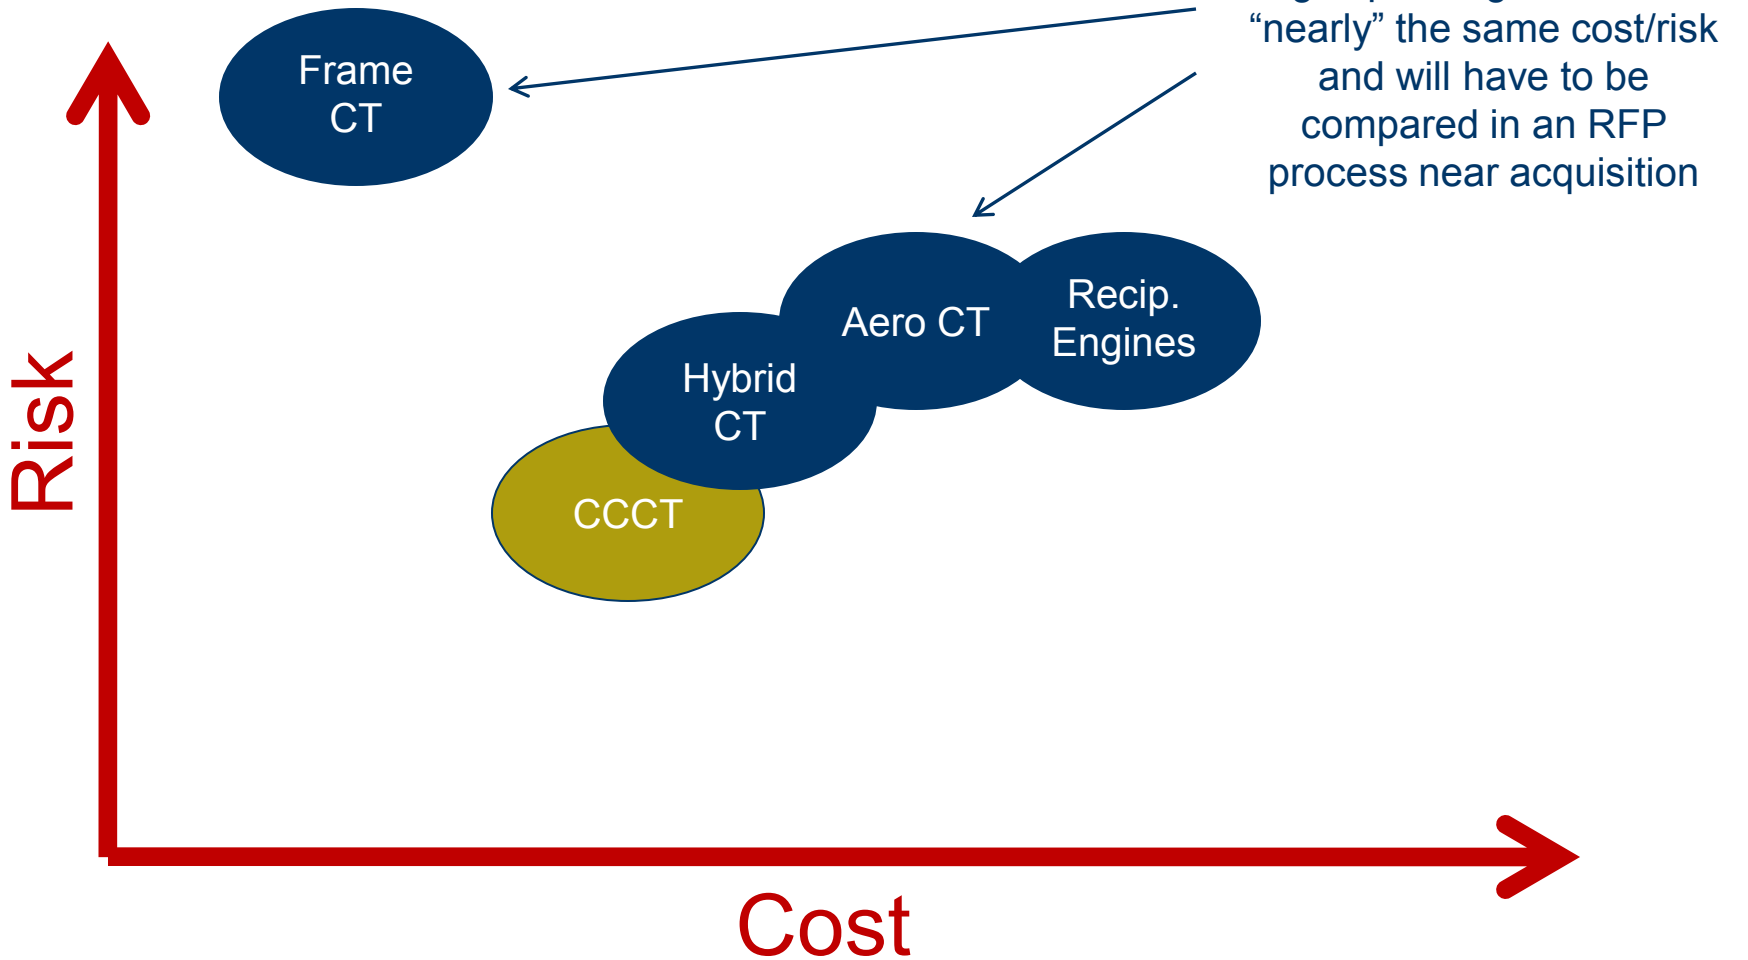 “nearly” the same cost/risk
and will have to be
compared in an RFP
process near acquisition
Frame
CT
Aero CT
Recip.
Engines
Hybrid
CT
CCCT
Risk
Cost